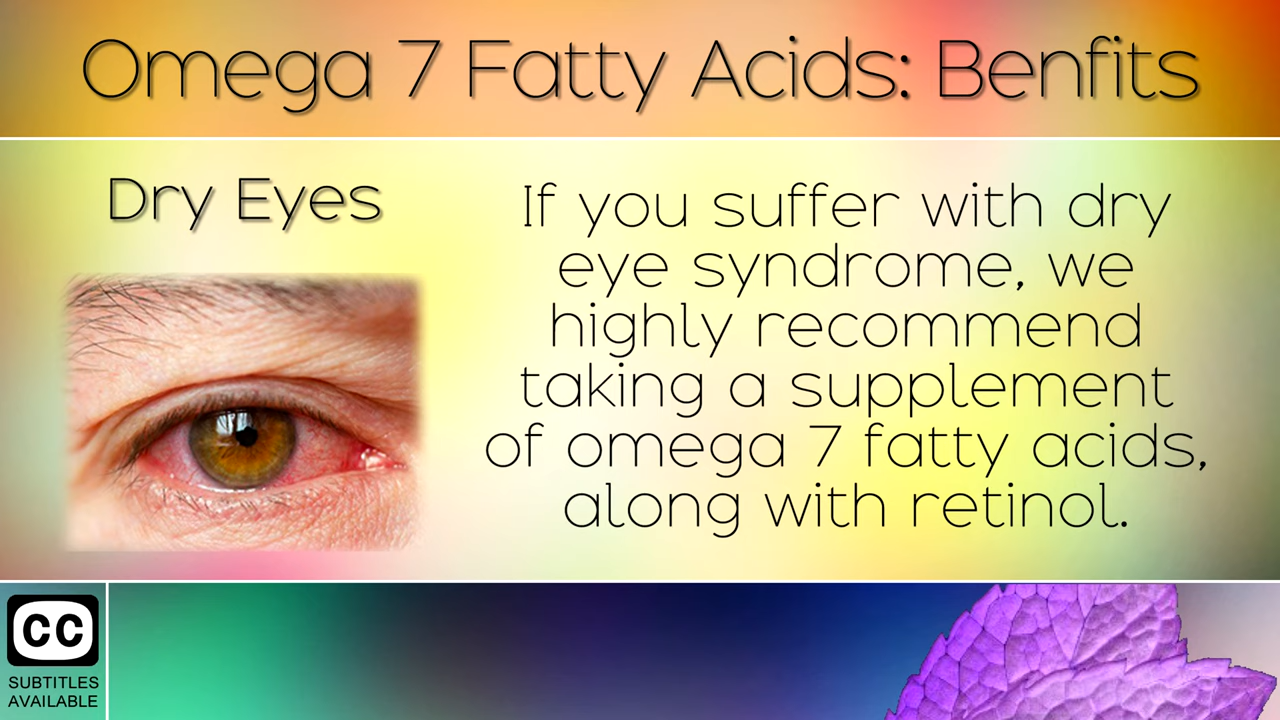 Omega 7 Fatty Acids: Benfits
Dry Eyes
If you suffer with dry
eye syndrome, we
highly recommend
taking a supplement
of omega 7 fatty acids,
along with retinol.
CC
SUBTITLES
AVAILABLE